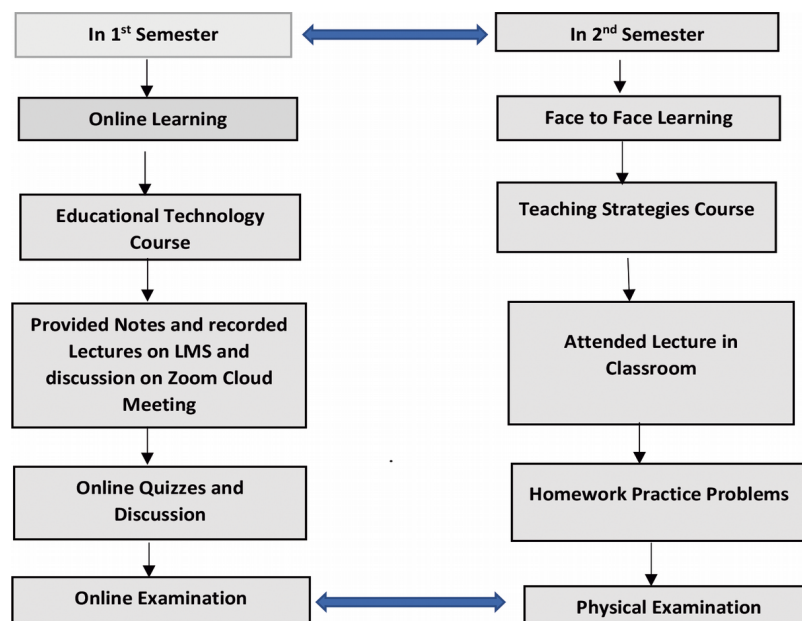 In 1st Semester
In 2nd Semester
Online Learning
Face to Face Learning
Educational Technology
Course
Teaching Strategies Course
Provided Notes and recorded
Lectures on LMS and
discussion on Zoom Cloud
Meeting
Attended Lecture in
Classroom
Online Quizzes and
Discussion
Homework Practice Problems
Online Examination
Physical Examination